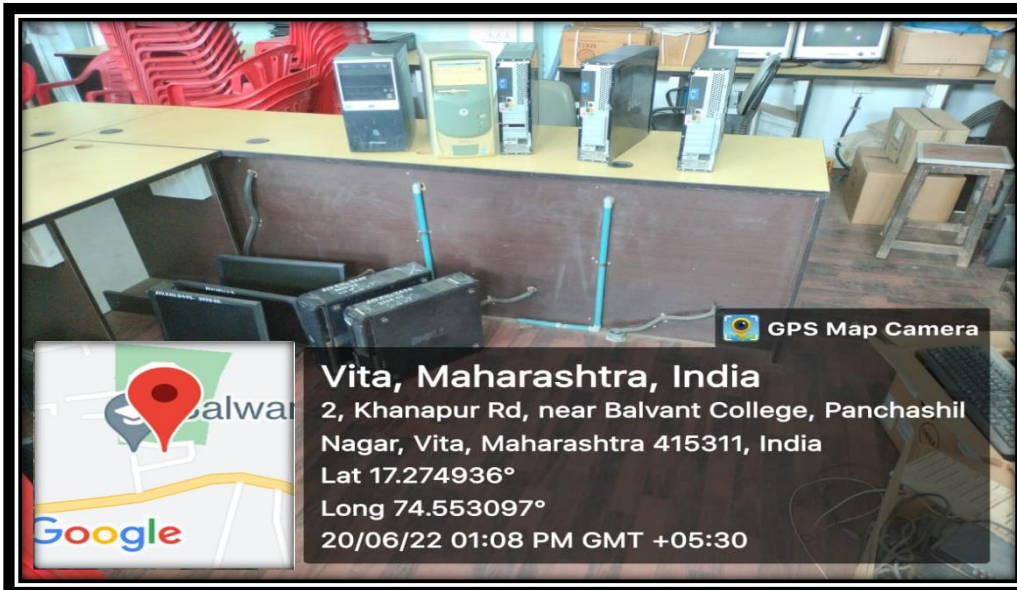 GPS Map Camera
Vita, Maharashtra, India
2, Khanapur Rd, near Balvant College, Panchashil
Nagar, Vita, Maharashtra 415311, India
Lat 17.274936°
Long 74.553097°
20/06/22 01:08 PM GMT +05:30
alwar
Google